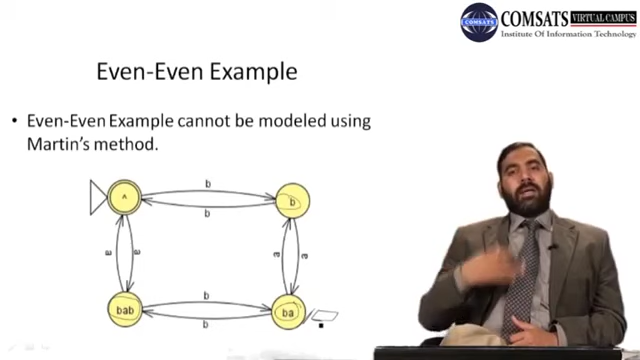 COMSATS VIRTUAL CAMPUS
Institute Of Information Technology
Even-Even Example
• Even-Even Example cannot be modeled using
Martin's method.
b
^
b
b
a
a
a
a
b
bab
ba
b